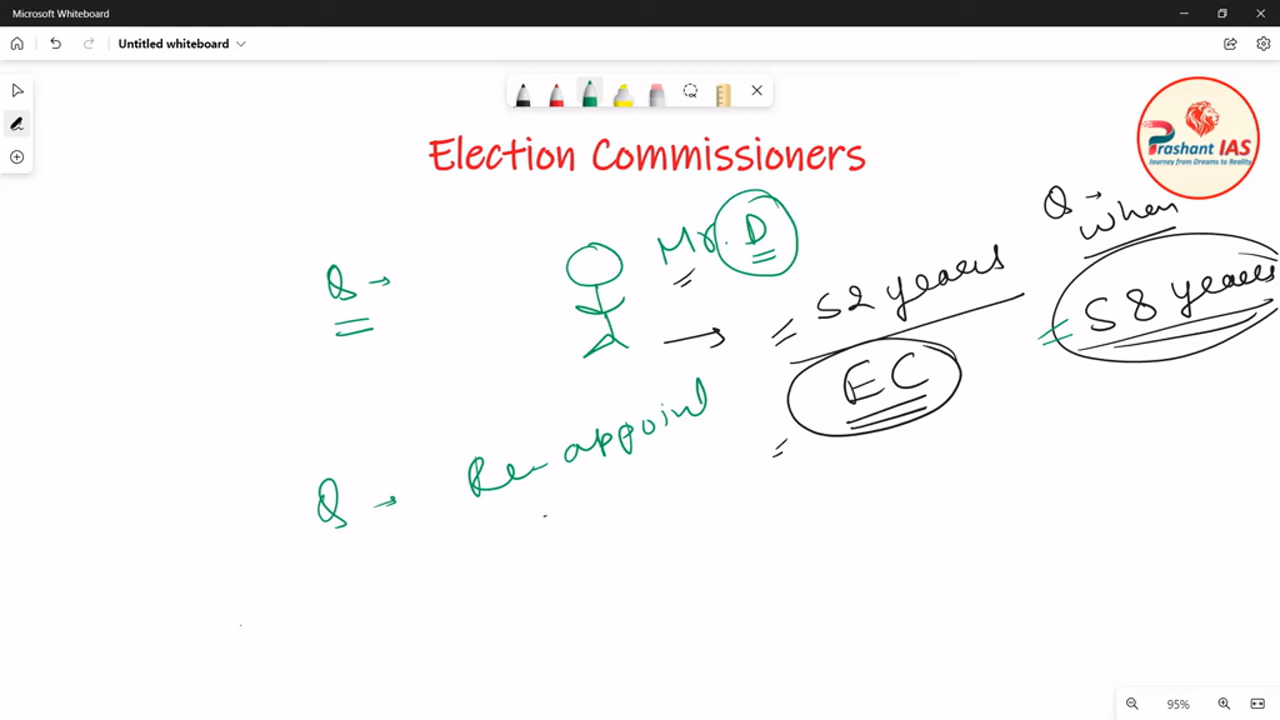 Microsoft Whiteboard
Untitled whiteboard
Election Commissioners
Prashant IAS
Journey from Dreams to Reality
Q → when
Q → Mr. D
→ = 52 years
= 58 years
EC
=
Q → Re-appoint
95%